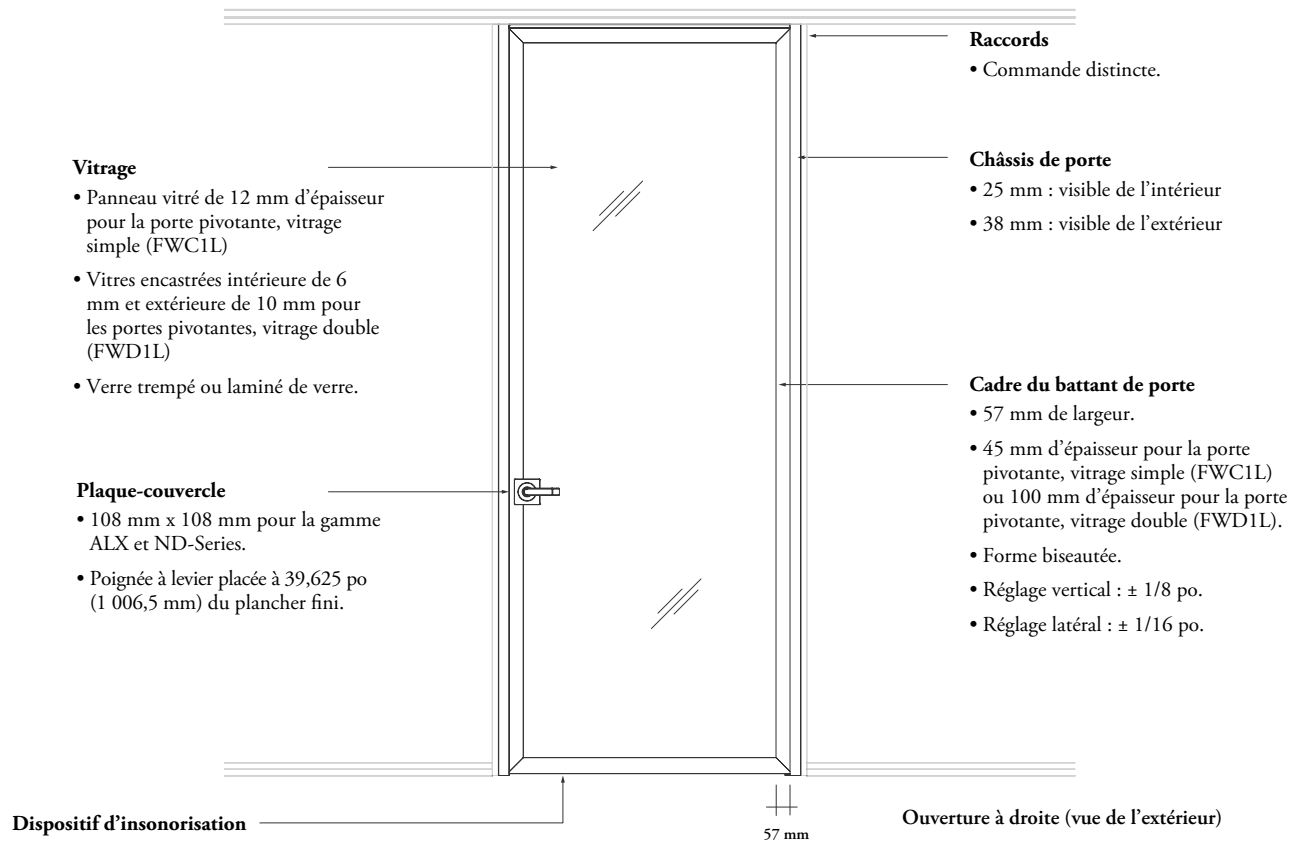 Vitrage
• Panneau vitré de 12 mm d'épaisseur
pour la porte pivotante, vitrage
simple (FWC1L)
• Vitres encastrées intérieure de 6
mm et extérieure de 10 mm pour
les portes pivotantes, vitrage double
(FWD1L)
• Verre trempé ou laminé de verre.
Plaque-couvercle
• 108 mm x 108 mm pour la gamme
ALX et ND-Series.
• Poignée à levier placée à 39,625 po
(1 006,5 mm) du plancher fini.
Dispositif d'insonorisation
Raccords
• Commande distincte.
Châssis de porte
• 25 mm : visible de l'intérieur
• 38 mm : visible de l'extérieur
Cadre du battant de porte
• 57 mm de largeur.
• 45 mm d'épaisseur pour la porte
pivotante, vitrage simple (FWC1L)
ou 100 mm d'épaisseur pour la porte
pivotante, vitrage double (FWD1L).
• Forme biseautée.
• Réglage vertical : ± 1/8 po.
• Réglage latéral : ± 1/16 po.
57 mm
Ouverture à droite (vue de l'extérieur)